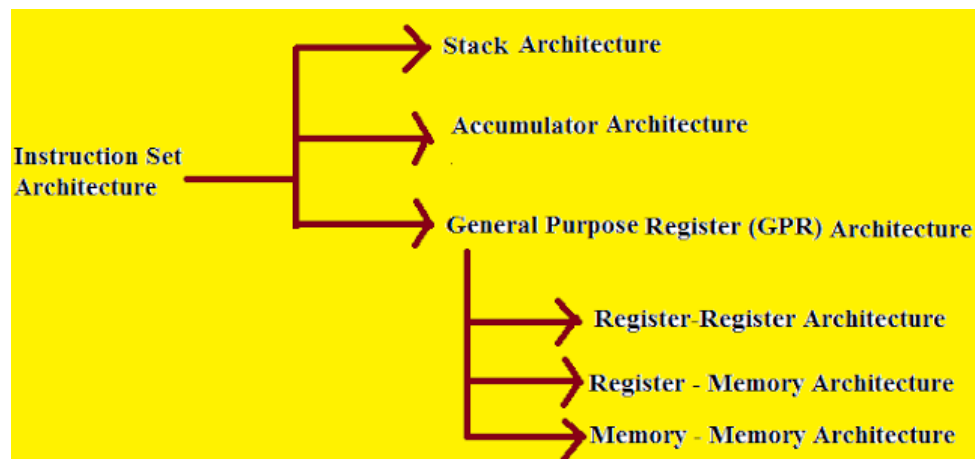 Stack Architecture
Accumulator Architecture
Instruction Set
Architecture
General Purpose Register (GPR) Architecture
Register-Register Architecture
Register - Memory Architecture
Memory - Memory Architecture